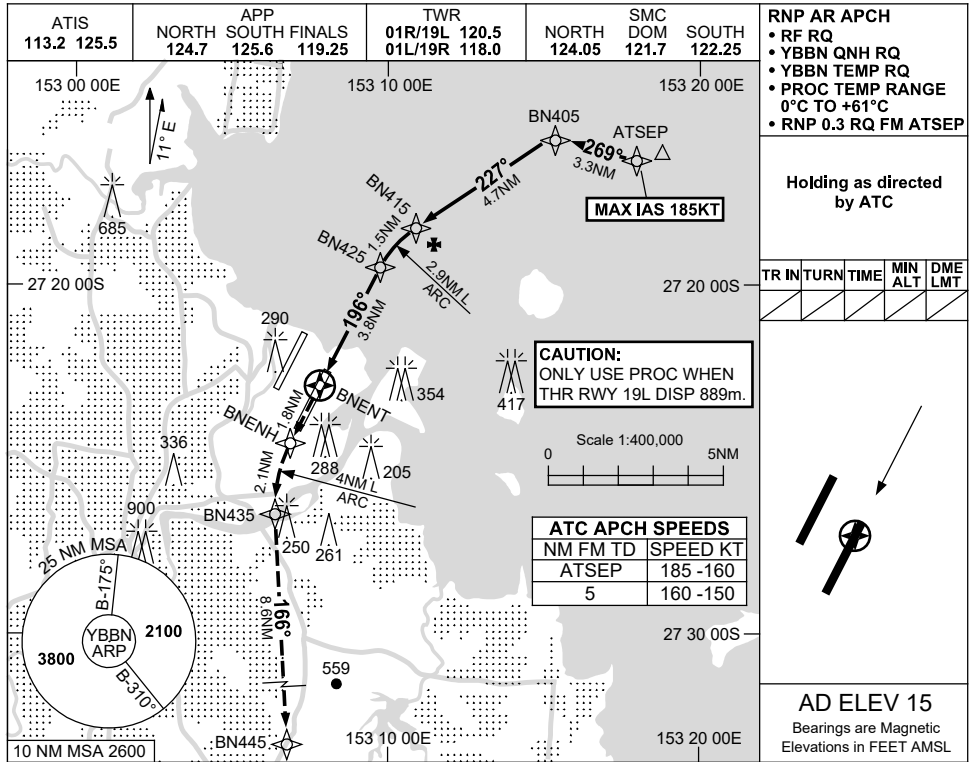 ATIS
113.2 125.5
APP
NORTH SOUTH FINALS
124.7 125.6 119.25
TWR
01R/19L 120.5
01L/19R 118.0
SMC
NORTH DOM SOUTH
124.05 121.7 122.25
RNP AR APCH
• RF RQ
• YBBN QNH RQ
• YBBN TEMP RQ
• PROC TEMP RANGE
0°C TO +61°C
• RNP 0.3 RQ FM ATSEP
Holding as directed
by ATC
TR IN TURN TIME MIN ALT DME LMT
153 00 00E
153 10 00E
153 20 00E
11° E
BN405
ATSEP
269°
3.3NM
MAX IAS 185KT
227°
4.7NM
BN415
685
1.5NM
BN425
2.9NM L
ARC
27 20 00S
27 20 00S
196°
3.8NM
290
CAUTION:
ONLY USE PROC WHEN
THR RWY 19L DISP 889m.
354
417
BNENT
1.8NM
BNENH
288
205
336
Scale 1:400,000
0 5NM
2.1NM
4NM L
ARC
BN435
900
250
261
ATC APCH SPEEDS
NM FM TD SPEED KT
ATSEP 185 -160
5 160 -150
25 NM MSA
B-175°
YBBN
ARP
2100
3800
B-310°
166°
8.6NM
27 30 00S
559
BN445
153 10 00E
153 20 00E
10 NM MSA 2600
AD ELEV 15
Bearings are Magnetic
Elevations in FEET AMSL